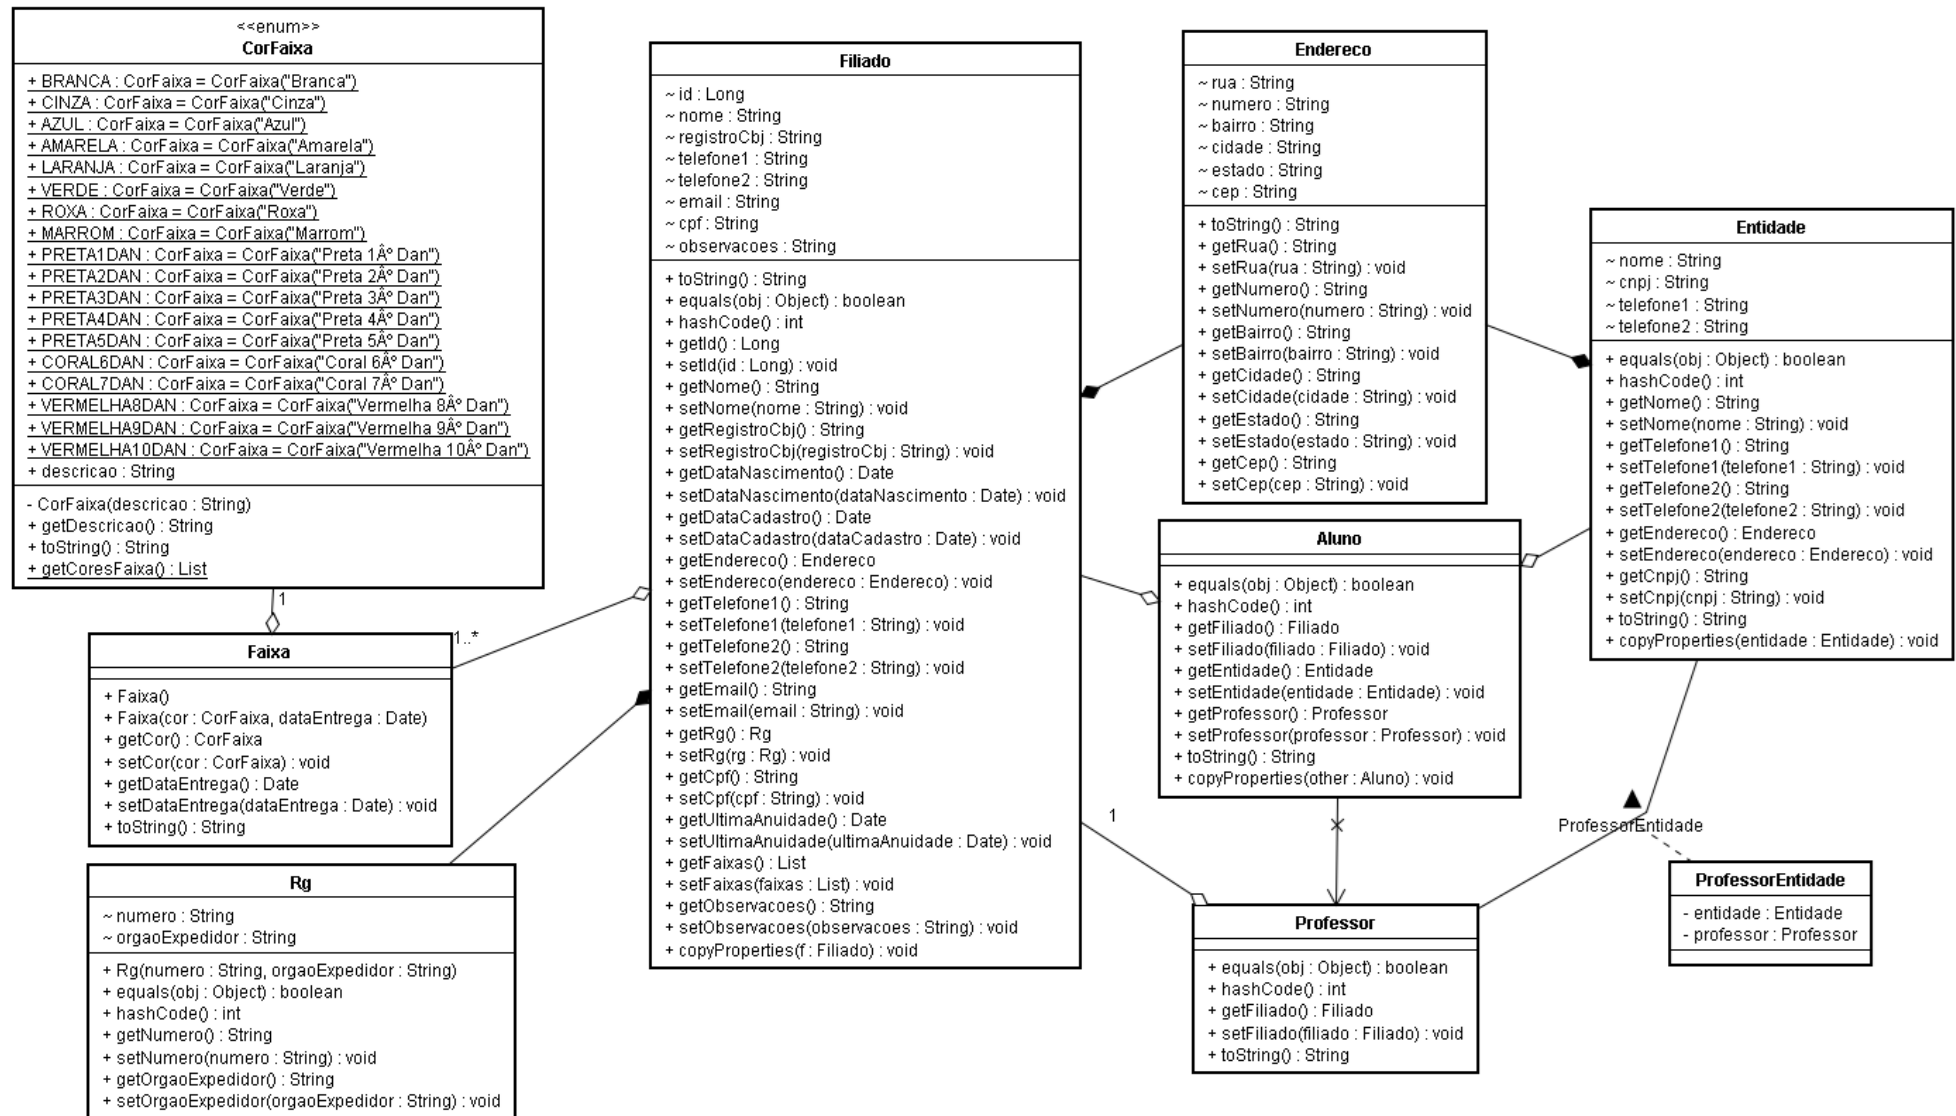 <<enum>>
CorFaixa
+ BRANCA : CorFaixa = CorFaixa("Branca")
+ CINZA : CorFaixa = CorFaixa("Cinza")
+ AZUL : CorFaixa = CorFaixa("Azul")
+ AMARELA : CorFaixa = CorFaixa("Amarela")
+ LARANJA : CorFaixa = CorFaixa("Laranja")
+ VERDE : CorFaixa = CorFaixa("Verde")
+ ROXA : CorFaixa = CorFaixa("Roxa")
+ MARROM : CorFaixa = CorFaixa("Marrom")
+ PRETA1DAN : CorFaixa = CorFaixa("Preta 1Âº Dan")
+ PRETA2DAN : CorFaixa = CorFaixa("Preta 2Âº Dan")
+ PRETA3DAN : CorFaixa = CorFaixa("Preta 3Âº Dan")
+ PRETA4DAN : CorFaixa = CorFaixa("Preta 4Âº Dan")
+ PRETA5DAN : CorFaixa = CorFaixa("Preta 5Âº Dan")
+ CORAL6DAN : CorFaixa = CorFaixa("Coral 6Âº Dan")
+ CORAL7DAN : CorFaixa = CorFaixa("Coral 7Âº Dan")
+ VERMELHA8DAN : CorFaixa = CorFaixa("Vermelha 8Âº Dan")
+ VERMELHA9DAN : CorFaixa = CorFaixa("Vermelha 9Âº Dan")
+ VERMELHA10DAN : CorFaixa = CorFaixa("Vermelha 10Âº Dan")
+ descricao : String
- CorFaixa(descricao : String)
+ getDescricao() : String
+ toString() : String
+ getCoresFaixa() : List
1
1..*
Faixa
+ Faixa()
+ Faixa(cor : CorFaixa, dataEntrega : Date)
+ getCor() : CorFaixa
+ setCor(cor : CorFaixa) : void
+ getDataEntrega() : Date
+ setDataEntrega(dataEntrega : Date) : void
+ toString() : String
Rg
~ numero : String
~ orgaoExpedidor : String
+ Rg(numero : String, orgaoExpedidor : String)
+ equals(obj : Object) : boolean
+ hashCode() : int
+ getNumero() : String
+ setNumero(numero : String) : void
+ getOrgaoExpedidor() : String
+ setOrgaoExpedidor(orgaoExpedidor : String) : void
Filiado
~ id : Long
~ nome : String
~ registroCbj : String
~ telefone1 : String
~ telefone2 : String
~ email : String
~ cpf : String
~ observacoes : String
+ toString() : String
+ equals(obj : Object) : boolean
+ hashCode() : int
+ getId() : Long
+ setId(id : Long) : void
+ getNome() : String
+ setNome(nome : String) : void
+ getRegistroCbj() : String
+ setRegistroCbj(registroCbj : String) : void
+ getDataNascimento() : Date
+ setDataNascimento(dataNascimento : Date) : void
+ getDataCadastro() : Date
+ setDataCadastro(dataCadastro : Date) : void
+ getEndereco() : Endereco
+ setEndereco(endereco : Endereco) : void
+ getTelefone1() : String
+ setTelefone1(telefone1 : String) : void
+ getTelefone2() : String
+ setTelefone2(telefone2 : String) : void
+ getEmail() : String
+ setEmail(email : String) : void
+ getRg() : Rg
+ setRg(rg : Rg) : void
+ getCpf() : String
+ setCpf(cpf : String) : void
+ getUltimaAnuidade() : Date
+ setUltimaAnuidade(ultimaAnuidade : Date) : void
+ getFaixas() : List
+ setFaixas(faixas : List) : void
+ getObservacoes() : String
+ setObservacoes(observacoes : String) : void
+ copyProperties(f : Filiado) : void
Endereco
~ rua : String
~ numero : String
~ bairro : String
~ cidade : String
~ estado : String
~ cep : String
+ toString() : String
+ getRua() : String
+ setRua(rua : String) : void
+ getNumero() : String
+ setNumero(numero : String) : void
+ getBairro() : String
+ setBairro(bairro : String) : void
+ getCidade() : String
+ setCidade(cidade : String) : void
+ getEstado() : String
+ setEstado(estado : String) : void
+ getCep() : String
+ setCep(cep : String) : void
Aluno
+ equals(obj : Object) : boolean
+ hashCode() : int
+ getFiliado() : Filiado
+ setFiliado(filiado : Filiado) : void
+ getEntidade() : Entidade
+ setEntidade(entidade : Entidade) : void
+ getProfessor() : Professor
+ setProfessor(professor : Professor) : void
+ toString() : String
+ copyProperties(other : Aluno) : void
1
Professor
+ equals(obj : Object) : boolean
+ hashCode() : int
+ getFiliado() : Filiado
+ setFiliado(filiado : Filiado) : void
+ toString() : String
Entidade
~ nome : String
~ cnpj : String
~ telefone1 : String
~ telefone2 : String
+ equals(obj : Object) : boolean
+ hashCode() : int
+ getNome() : String
+ setNome(nome : String) : void
+ getTelefone1() : String
+ setTelefone1(telefone1 : String) : void
+ getTelefone2() : String
+ setTelefone2(telefone2 : String) : void
+ getEndereco() : Endereco
+ setEndereco(endereco : Endereco) : void
+ getCnpj() : String
+ setCnpj(cnpj : String) : void
+ toString() : String
+ copyProperties(entidade : Entidade) : void
ProfessorEntidade
ProfessorEntidade
- entidade : Entidade
- professor : Professor